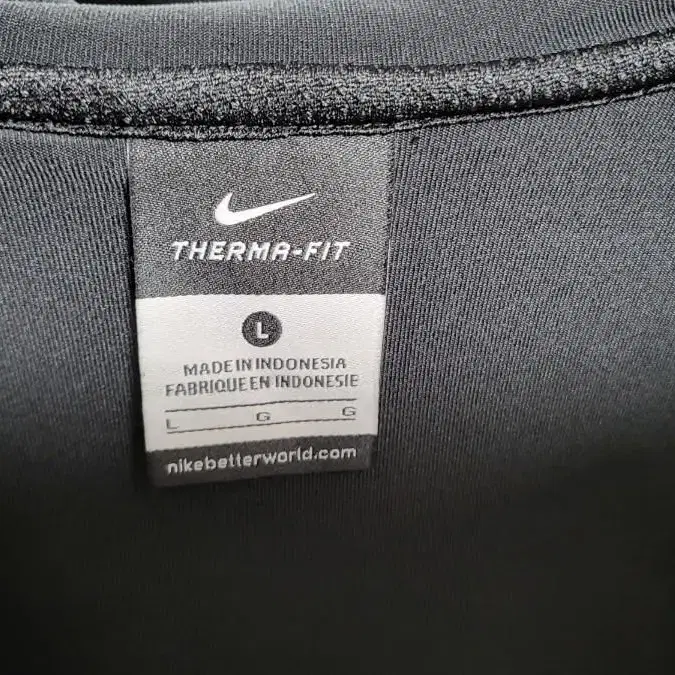 THERMA-FIT
L
MADE IN INDONESIA
FABRIQUE EN INDONESIE
L G G
nikebetterworld.com